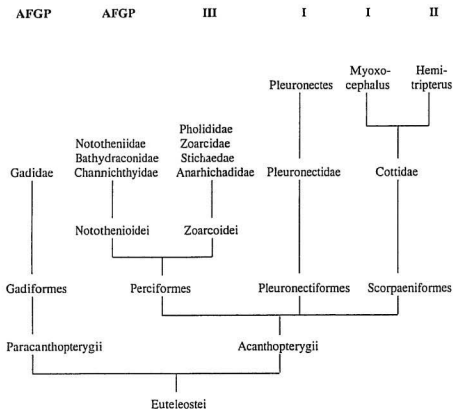 AFGP AFGP III I I II
Myoxo- Hemi-
Pleuronectes cephalus tripterus
Pholididae
Nototheniidae Zoarcidae
Bathydraconidae Stichaedae
Gadidae Channichthyidae Anarhichadidae Pleuronectidae Cottidae
Notothenioidei Zoarcoidei
Gadiformes Perciformes Pleuronectiformes Scorpaeniformes
Paracanthopterygii Acanthopterygii
Euteleostei